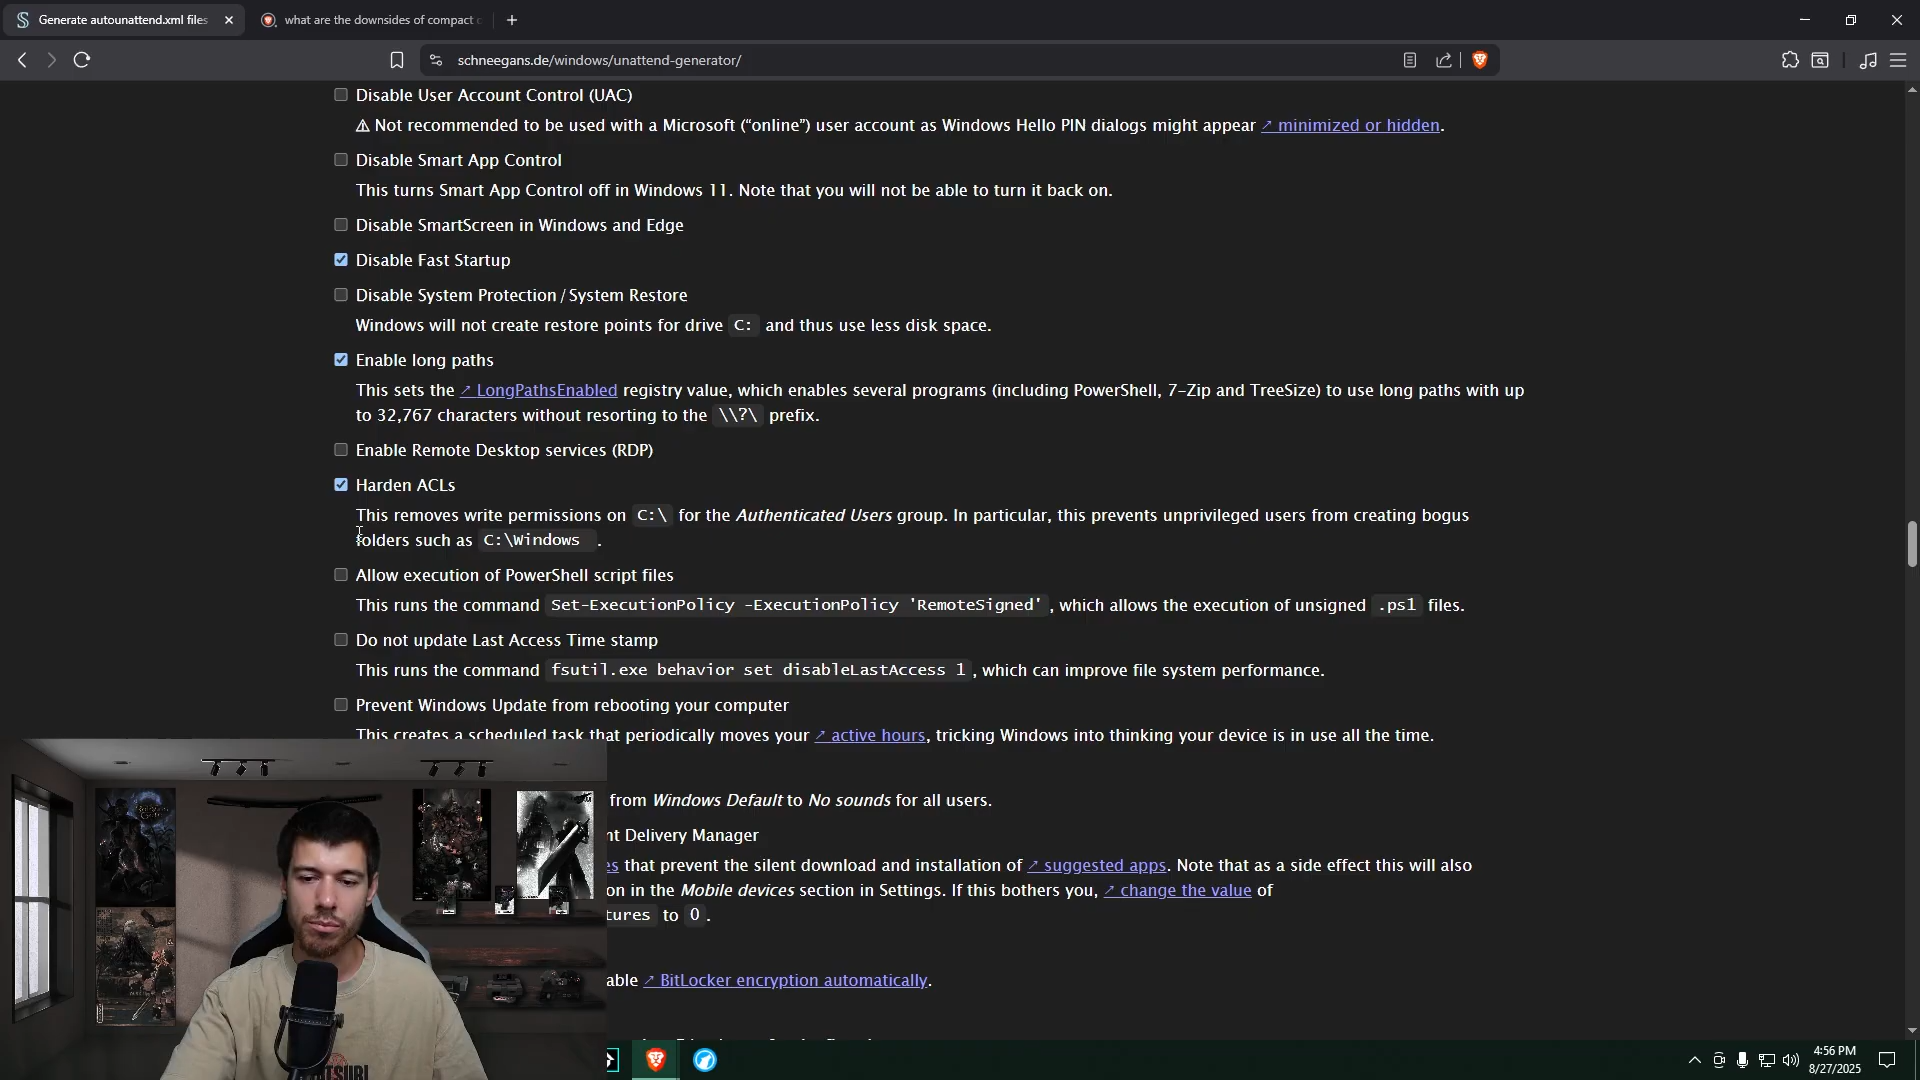 Generate autounattend.xml files
what are the downsides of compact
schneegans.de/windows/unattend-generator/
Disable User Account Control (UAC)
⚠ Not recommended to be used with a Microsoft (“online”) user account as Windows Hello PIN dialogs might appear ↗ minimized or hidden.
Disable Smart App Control
This turns Smart App Control off in Windows 11. Note that you will not be able to turn it back on.
Disable SmartScreen in Windows and Edge
Disable Fast Startup
Disable System Protection / System Restore
Windows will not create restore points for drive C: and thus use less disk space.
Enable long paths
This sets the ↗ LongPathsEnabled registry value, which enables several programs (including PowerShell, 7-Zip and TreeSize) to use long paths with up
to 32,767 characters without resorting to the \\?\ prefix.
Enable Remote Desktop services (RDP)
Harden ACLs
This removes write permissions on C:\ for the Authenticated Users group. In particular, this prevents unprivileged users from creating bogus
folders such as C:\Windows .
Allow execution of PowerShell script files
This runs the command Set-ExecutionPolicy -ExecutionPolicy 'RemoteSigned', which allows the execution of unsigned .ps1 files.
Do not update Last Access Time stamp
This runs the command fsutil.exe behavior set disableLastAccess 1, which can improve file system performance.
Prevent Windows Update from rebooting your computer
This creates a scheduled task that periodically moves your ↗ active hours, tricking Windows into thinking your device is in use all the time.
from Windows Default to No sounds for all users.
nt Delivery Manager
es that prevent the silent download and installation of ↗ suggested apps. Note that as a side effect this will also
on in the Mobile devices section in Settings. If this bothers you, ↗ change the value of
tures to 0.
able ↗ BitLocker encryption automatically.
4:56 PM
8/27/2025